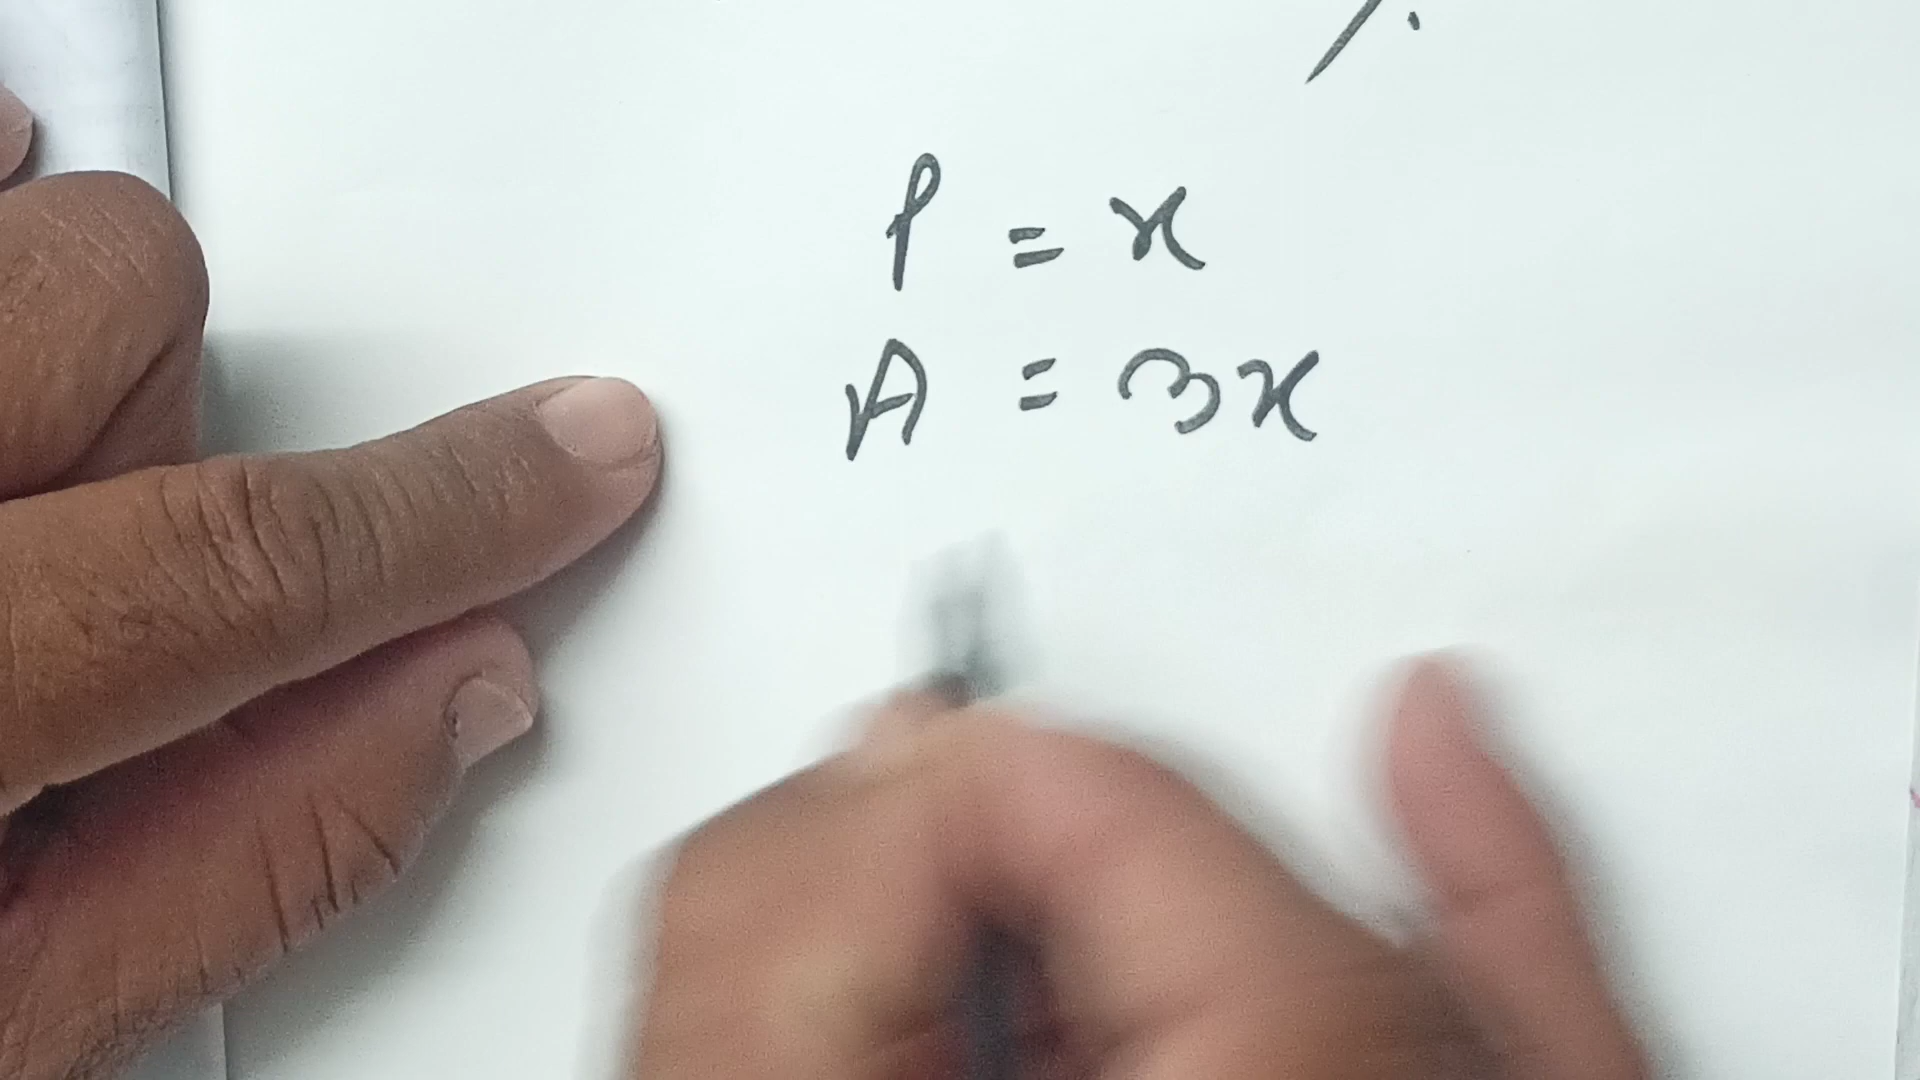 P = x
A = 3x